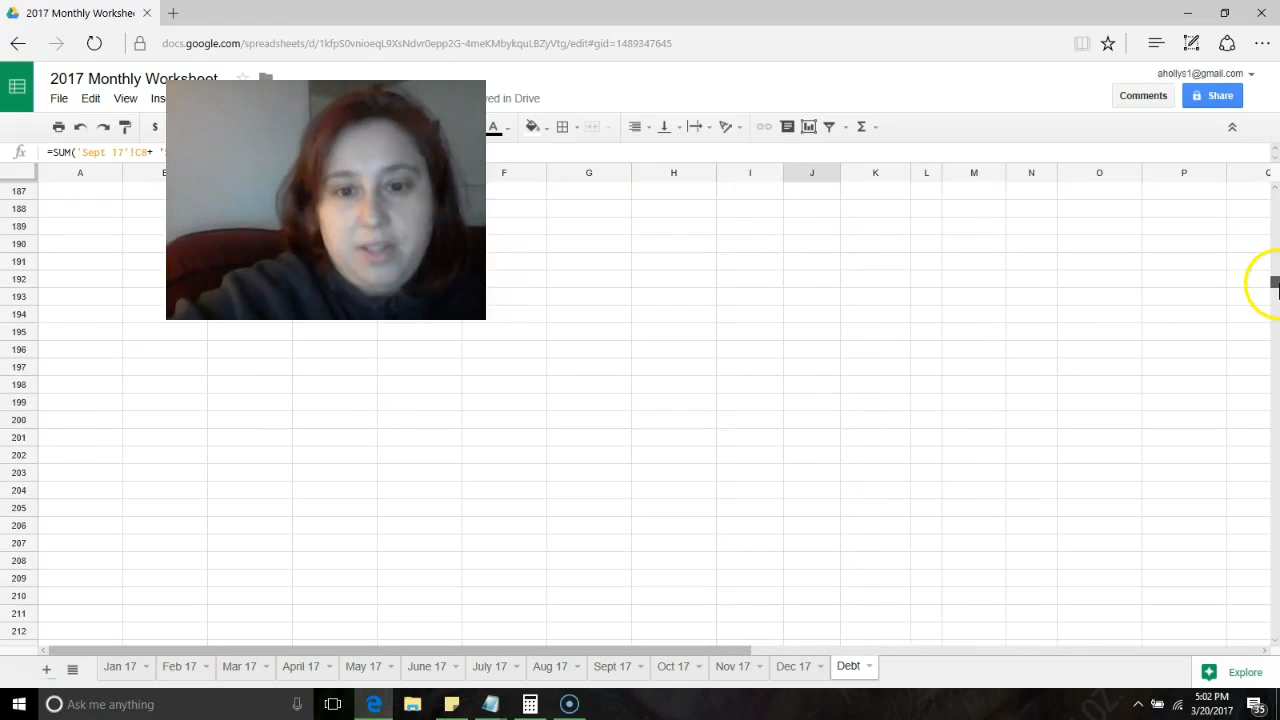 2017 Monthly Workshe
docs.google.com/spreadsheets/d/1kfpS0vnioeqL9XsNdvr0epp2G-4meKMbykquLBZyVtg/edit#gid=1489347645
2017 Monthly Worksheet
ahollys1@gmail.com
File Edit View Ins ved in Drive
Comments Share
$ A Σ
fx =SUM('Sept 17'!C8+ '
A E F G H I J K L M N O P
187
188
189
190
191
192
193
194
195
196
197
198
199
200
201
202
203
204
205
206
207
208
209
210
211
212
Jan 17 Feb 17 Mar 17 April 17 May 17 June 17 July 17 Aug 17 Sept 17 Oct 17 Nov 17 Dec 17 Debt Explore
Ask me anything
5:02 PM
3/20/2017
35